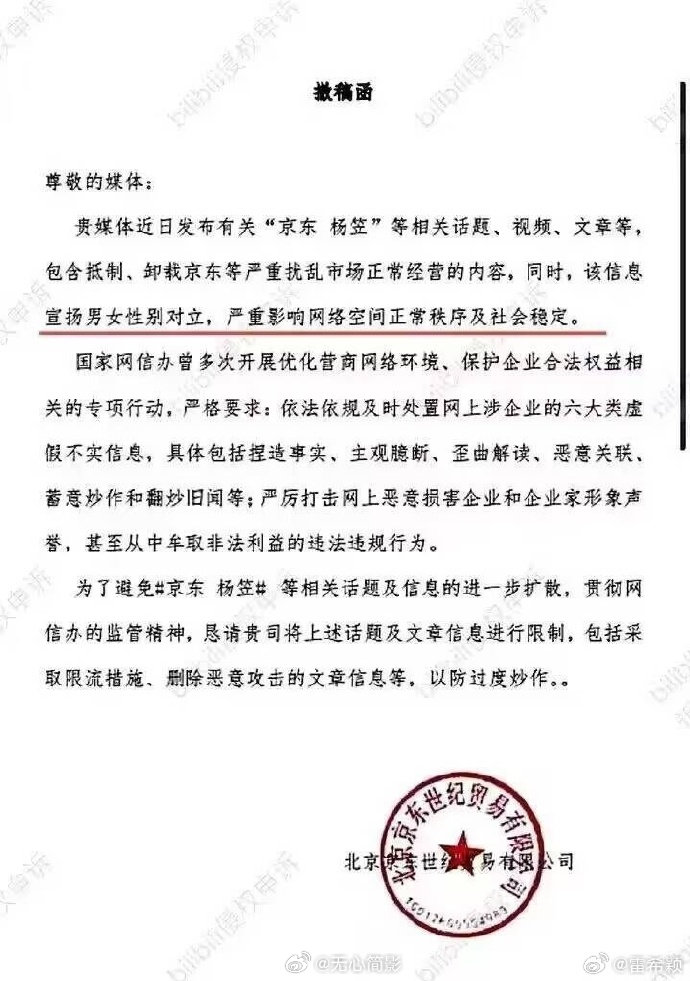 撤稿函
尊敬的媒体：
贵媒体近日发布有关“京东 杨笠”等相关话题、视频、文章等，
包含抵制、卸载京东等严重扰乱市场正常经营的内容，同时，该信息
宣扬男女性别对立，严重影响网络空间正常秩序及社会稳定。
国家网信办曾多次开展优化营商网络环境、保护企业合法权益相
关的专项行动，严格要求：依法依规及时处置网上涉企业的六大类虚
假不实信息，具体包括捏造事实、主观臆断、歪曲解读、恶意关联、
蓄意炒作和翻炒旧闻等；严厉打击网上恶意损害企业和企业家形象声
誉，甚至从中牟取非法利益的违法违规行为。
为了避免#京东 杨笠# 等相关话题及信息的进一步扩散，贯彻网
信办的监管精神，恳请贵司将上述话题及文章信息进行限制，包括采
取限流措施、删除恶意攻击的文章信息等，以防过度炒作。。
北京京东世纪贸易有限公司
北京京东世纪贸易有限公司
bilibili侵权申诉
bilibili侵权申诉
bilibili侵权申诉
bilibili侵权申诉
bilibili侵权申诉
bilibili侵权申诉
@无心简影
@雷希颖